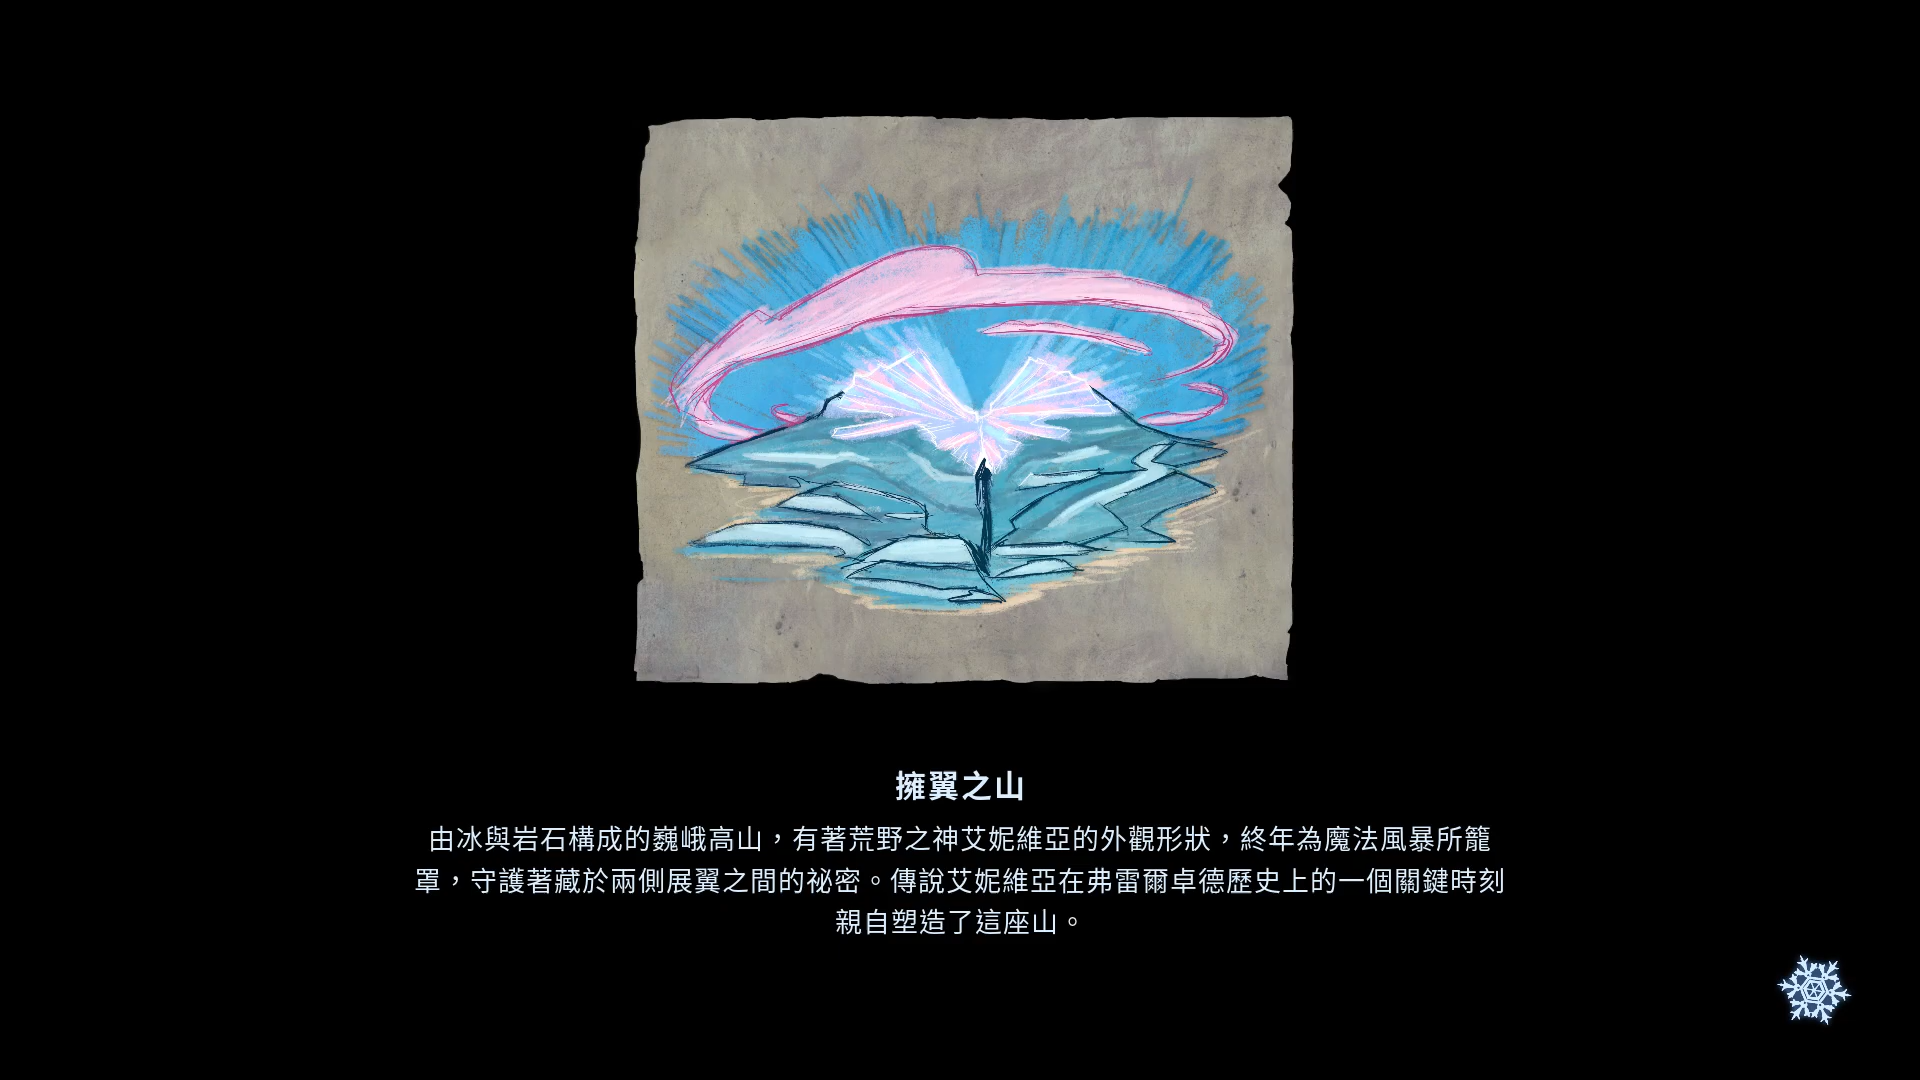 擁翼之山
由冰與岩石構成的巍峨高山，有著荒野之神艾妮維亞的外觀形狀，終年為魔法風暴所籠
罩，守護著藏於兩側展翼之間的祕密。傳說艾妮維亞在弗雷爾卓德歷史上的一個關鍵時刻
親自塑造了這座山。